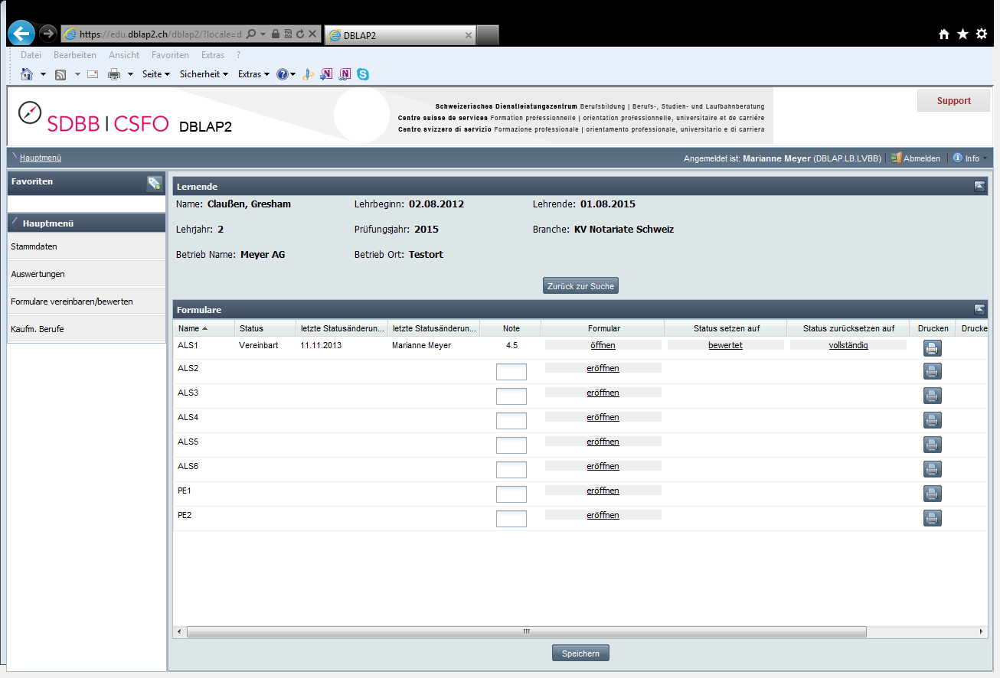 https://edu.dblap2.ch/dblap2/?locale=d
DBLAP2
Datei Bearbeiten Ansicht Favoriten Extras ?
Seite Sicherheit Extras
SDBB | CSFO DBLAP2
Schweizerisches Dienstleistungszentrum Berufsbildung | Berufs-, Studien- und Laufbahnberatung
Centre suisse de services Formation professionnelle | orientation professionnelle, universitaire et de carrière
Centro svizzero di servizio Formazione professionale | orientamento professionale, universitario e di carriera
Support
Hauptmenü
Angemeldet ist: Marianne Meyer (DBLAP.LB.LVBB) Abmelden Info
Favoriten
Hauptmenü
Stammdaten
Auswertungen
Formulare vereinbaren/bewerten
Kaufm. Berufe
Lernende
Name: Claußen, Gresham Lehrbeginn: 02.08.2012 Lehrende: 01.08.2015
Lehrjahr: 2 Prüfungsjahr: 2015 Branche: KV Notariate Schweiz
Betrieb Name: Meyer AG Betrieb Ort: Testort
Zurück zur Suche
Formulare
Name Status letzte Statusänderun... letzte Statusänderun... Note Formular Status setzen auf Status zurücksetzen auf Drucken Drucke
ALS1 Vereinbart 11.11.2013 Marianne Meyer 4.5 öffnen bewertet vollständig
ALS2 eröffnen
ALS3 eröffnen
ALS4 eröffnen
ALS5 eröffnen
ALS6 eröffnen
PE1 eröffnen
PE2 eröffnen
Speichern